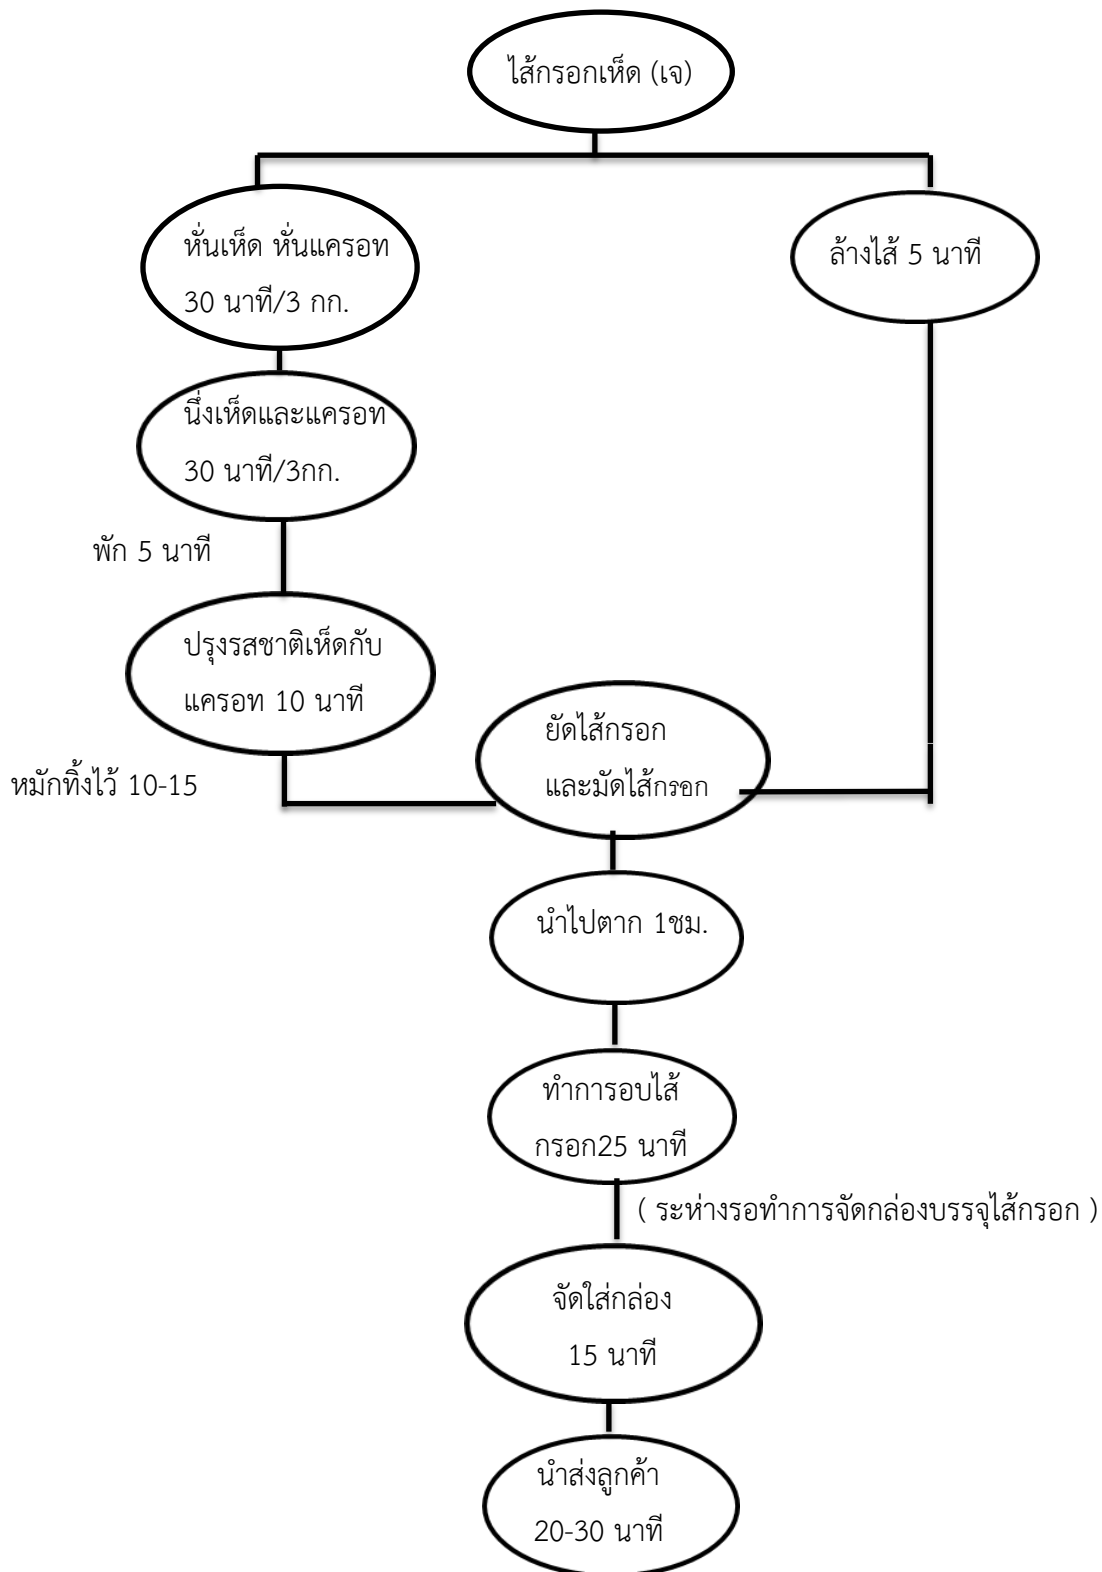 ไส้กรอกเห็ด (เจ)
หั่นเห็ด หั่นแครอท
30 นาที/3 กก.
ล้างไส้ 5 นาที
นึ่งเห็ดและแครอท
30 นาที/3กก.
พัก 5 นาที
ปรุงรสชาติเห็ดกับ
แครอท 10 นาที
หมักทิ้งไว้ 10-15
ยัดไส้กรอก
และมัดไส้กรอก
นำไปตาก 1ชม.
ทำการอบไส้
กรอก25 นาที
( ระห่างรอทำการจัดกล่องบรรจุไส้กรอก )
จัดใส่กล่อง
15 นาที
นำส่งลูกค้า
20-30 นาที